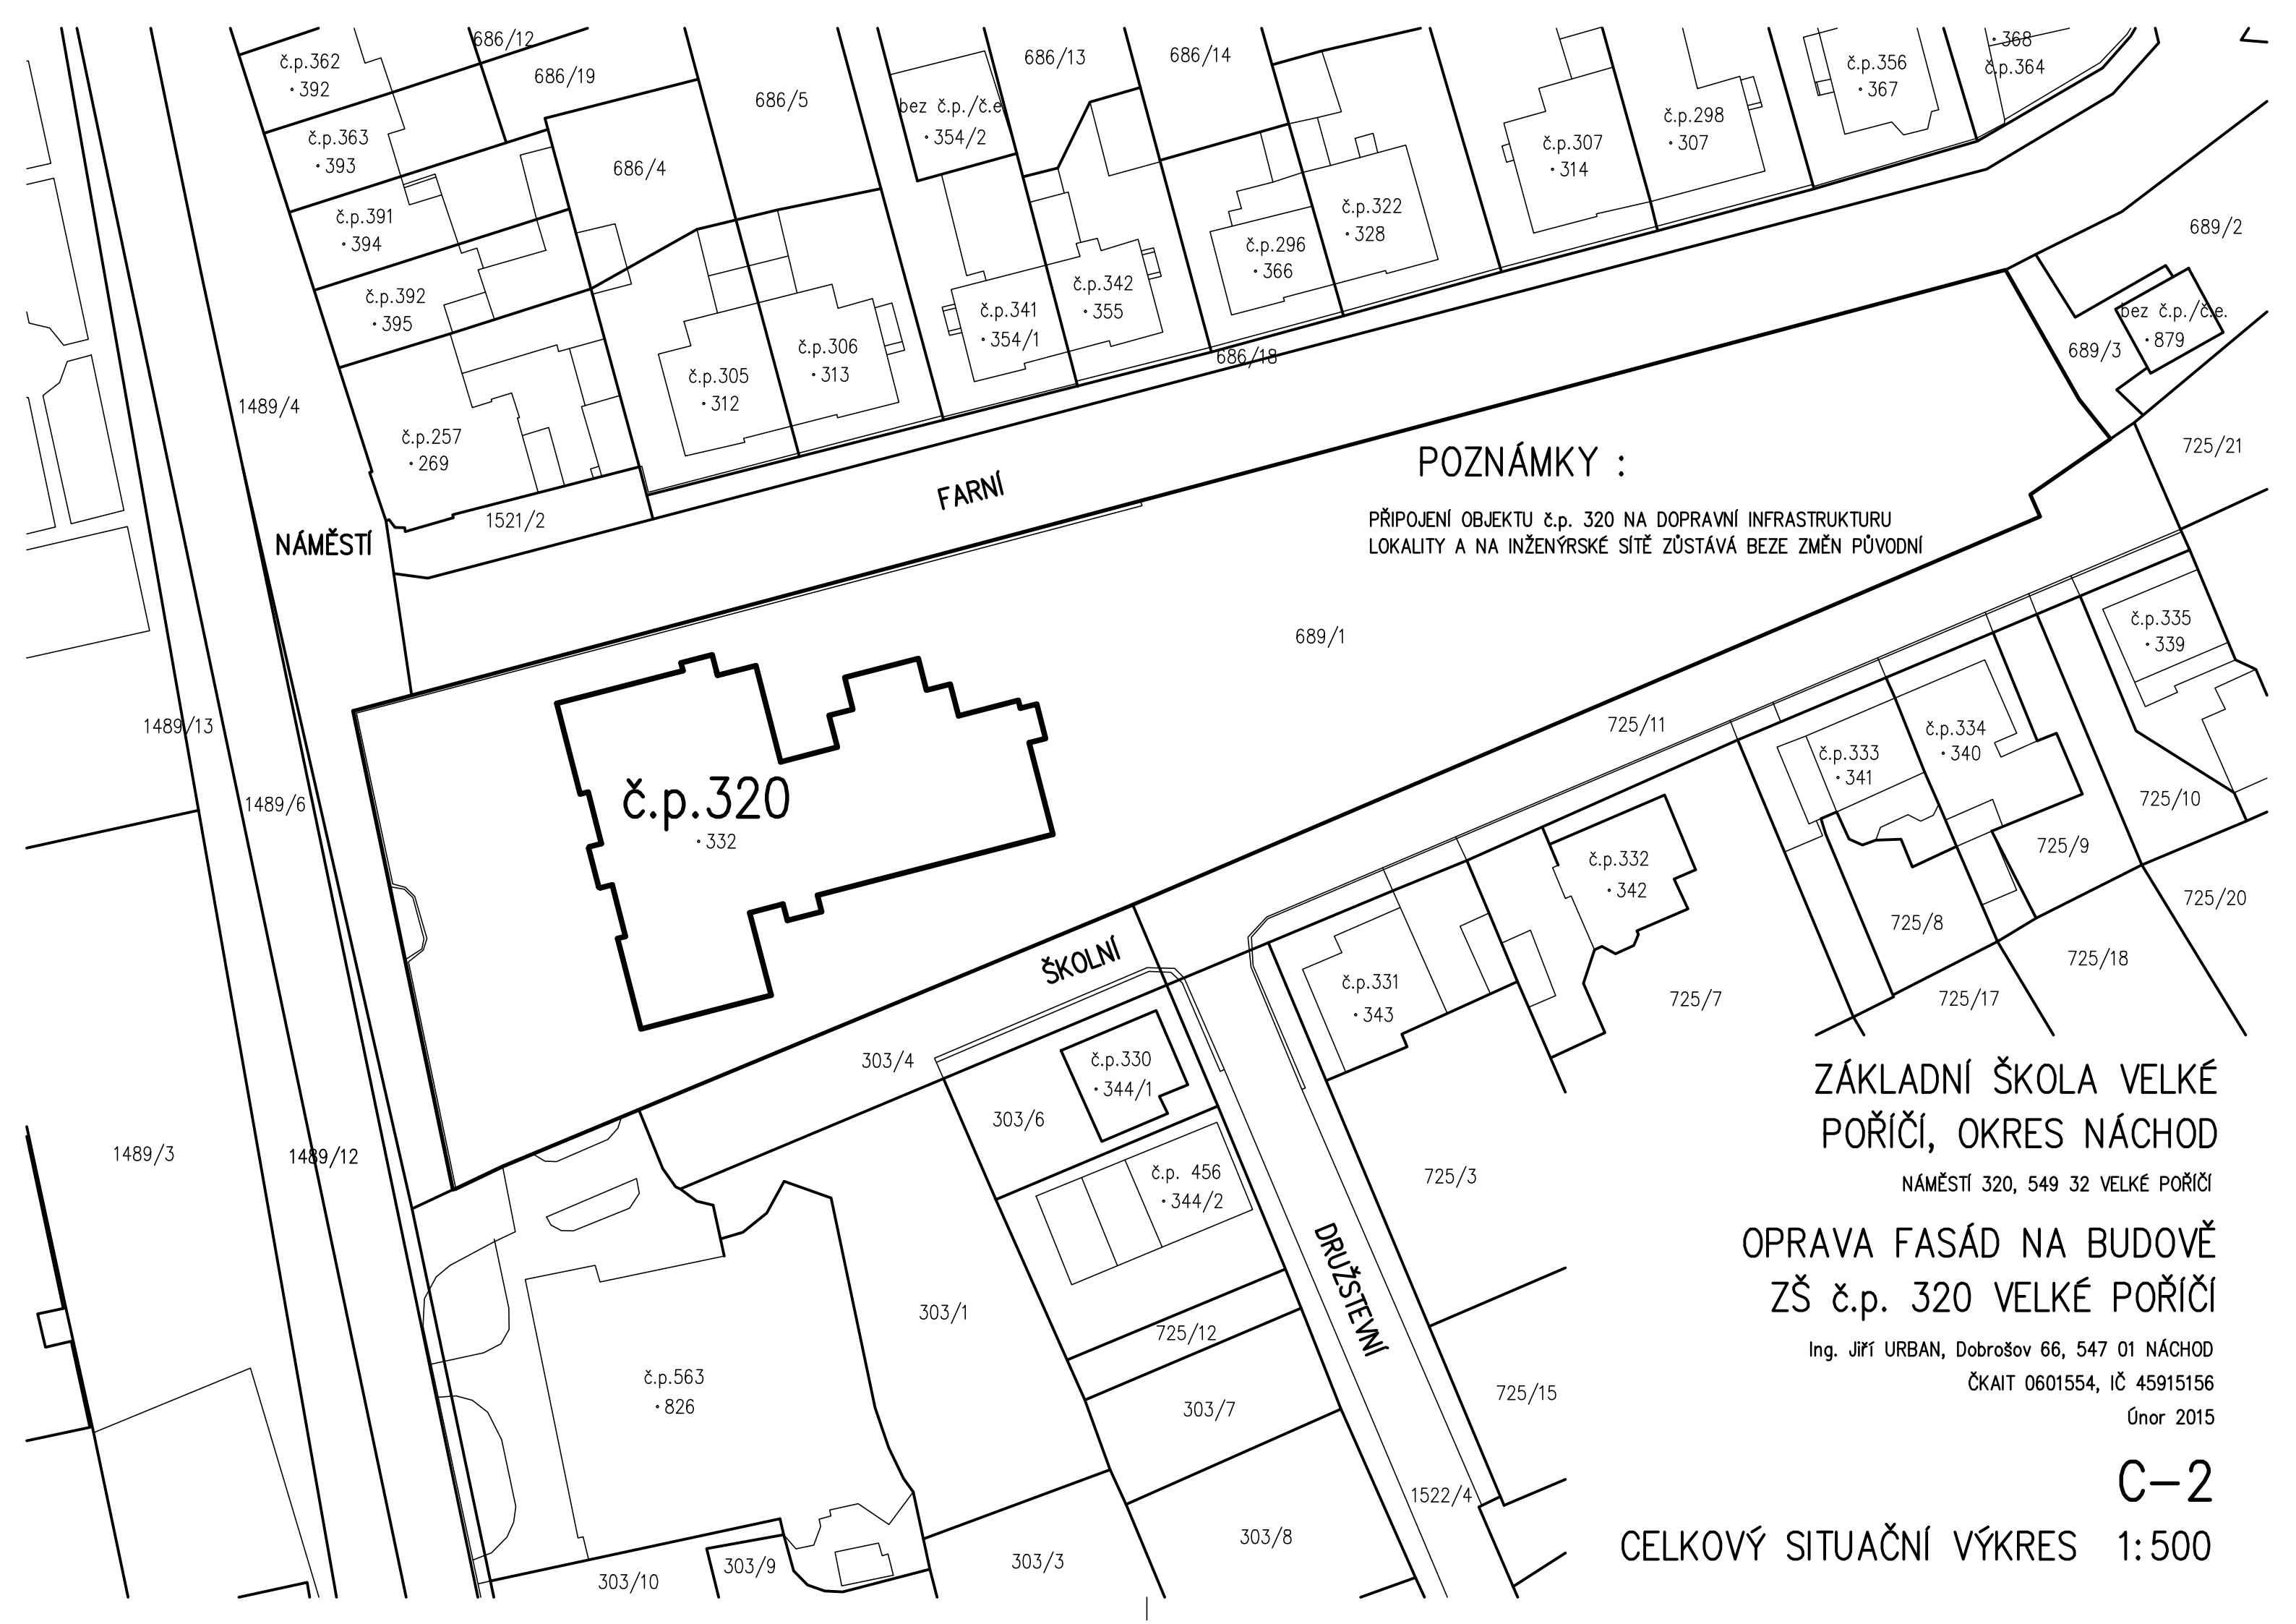 686/12
č.p.362
392
686/19
686/13
686/14
č.p.356
367
368
č.p.364
686/5
bez č.p./č.e
354/2
č.p.363
393
686/4
č.p.307
314
č.p.298
307
č.p.391
394
č.p.322
328
č.p.296
366
689/2
č.p.392
395
č.p.341
354/1
č.p.342
355
bez č.p./č.e.
879
689/3
č.p.305
312
č.p.306
313
686/18
1489/4
č.p.257
269
POZNÁMKY :
725/21
FARNÍ
1521/2
NÁMĚSTÍ
PŘIPOJENÍ OBJEKTU č.p. 320 NA DOPRAVNÍ INFRASTRUKTURU
LOKALITY A NA INŽENÝRSKÉ SÍTĚ ZŮSTÁVÁ BEZE ZMĚN PŮVODNÍ
689/1
č.p.335
339
1489/13
725/11
č.p.334
340
č.p.333
341
1489/6
č.p.320
332
725/10
725/9
č.p.332
342
725/20
725/8
725/18
ŠKOLNÍ
č.p.331
343
725/7
725/17
303/4
č.p.330
344/1
303/6
ZÁKLADNÍ ŠKOLA VELKÉ
POŘÍČÍ, OKRES NÁCHOD
NÁMĚSTÍ 320, 549 32 VELKÉ POŘÍČÍ
1489/3
1489/12
č.p. 456
344/2
725/3
DRUŽSTEVNÍ
OPRAVA FASÁD NA BUDOVĚ
ZŠ č.p. 320 VELKÉ POŘÍČÍ
303/1
725/12
Ing. Jiří URBAN, Dobrošov 66, 547 01 NÁCHOD
ČKAIT 0601554, IČ 45915156
Únor 2015
č.p.563
826
303/7
725/15
C-2
1522/4
303/8
303/3
303/9
303/10
CELKOVÝ SITUAČNÍ VÝKRES 1:500